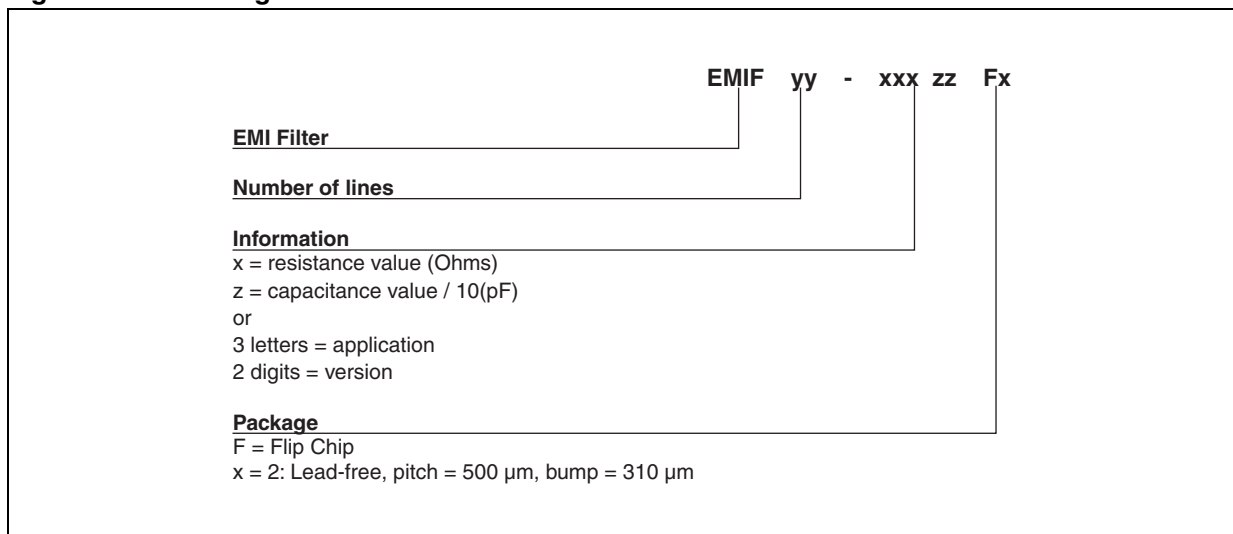 EMIF yy - xxx zz Fx
EMI Filter
Number of lines
Information
x = resistance value (Ohms)
z = capacitance value / 10(pF)
or
3 letters = application
2 digits = version
Package
F = Flip Chip
x = 2: Lead-free, pitch = 500 µm, bump = 310 µm